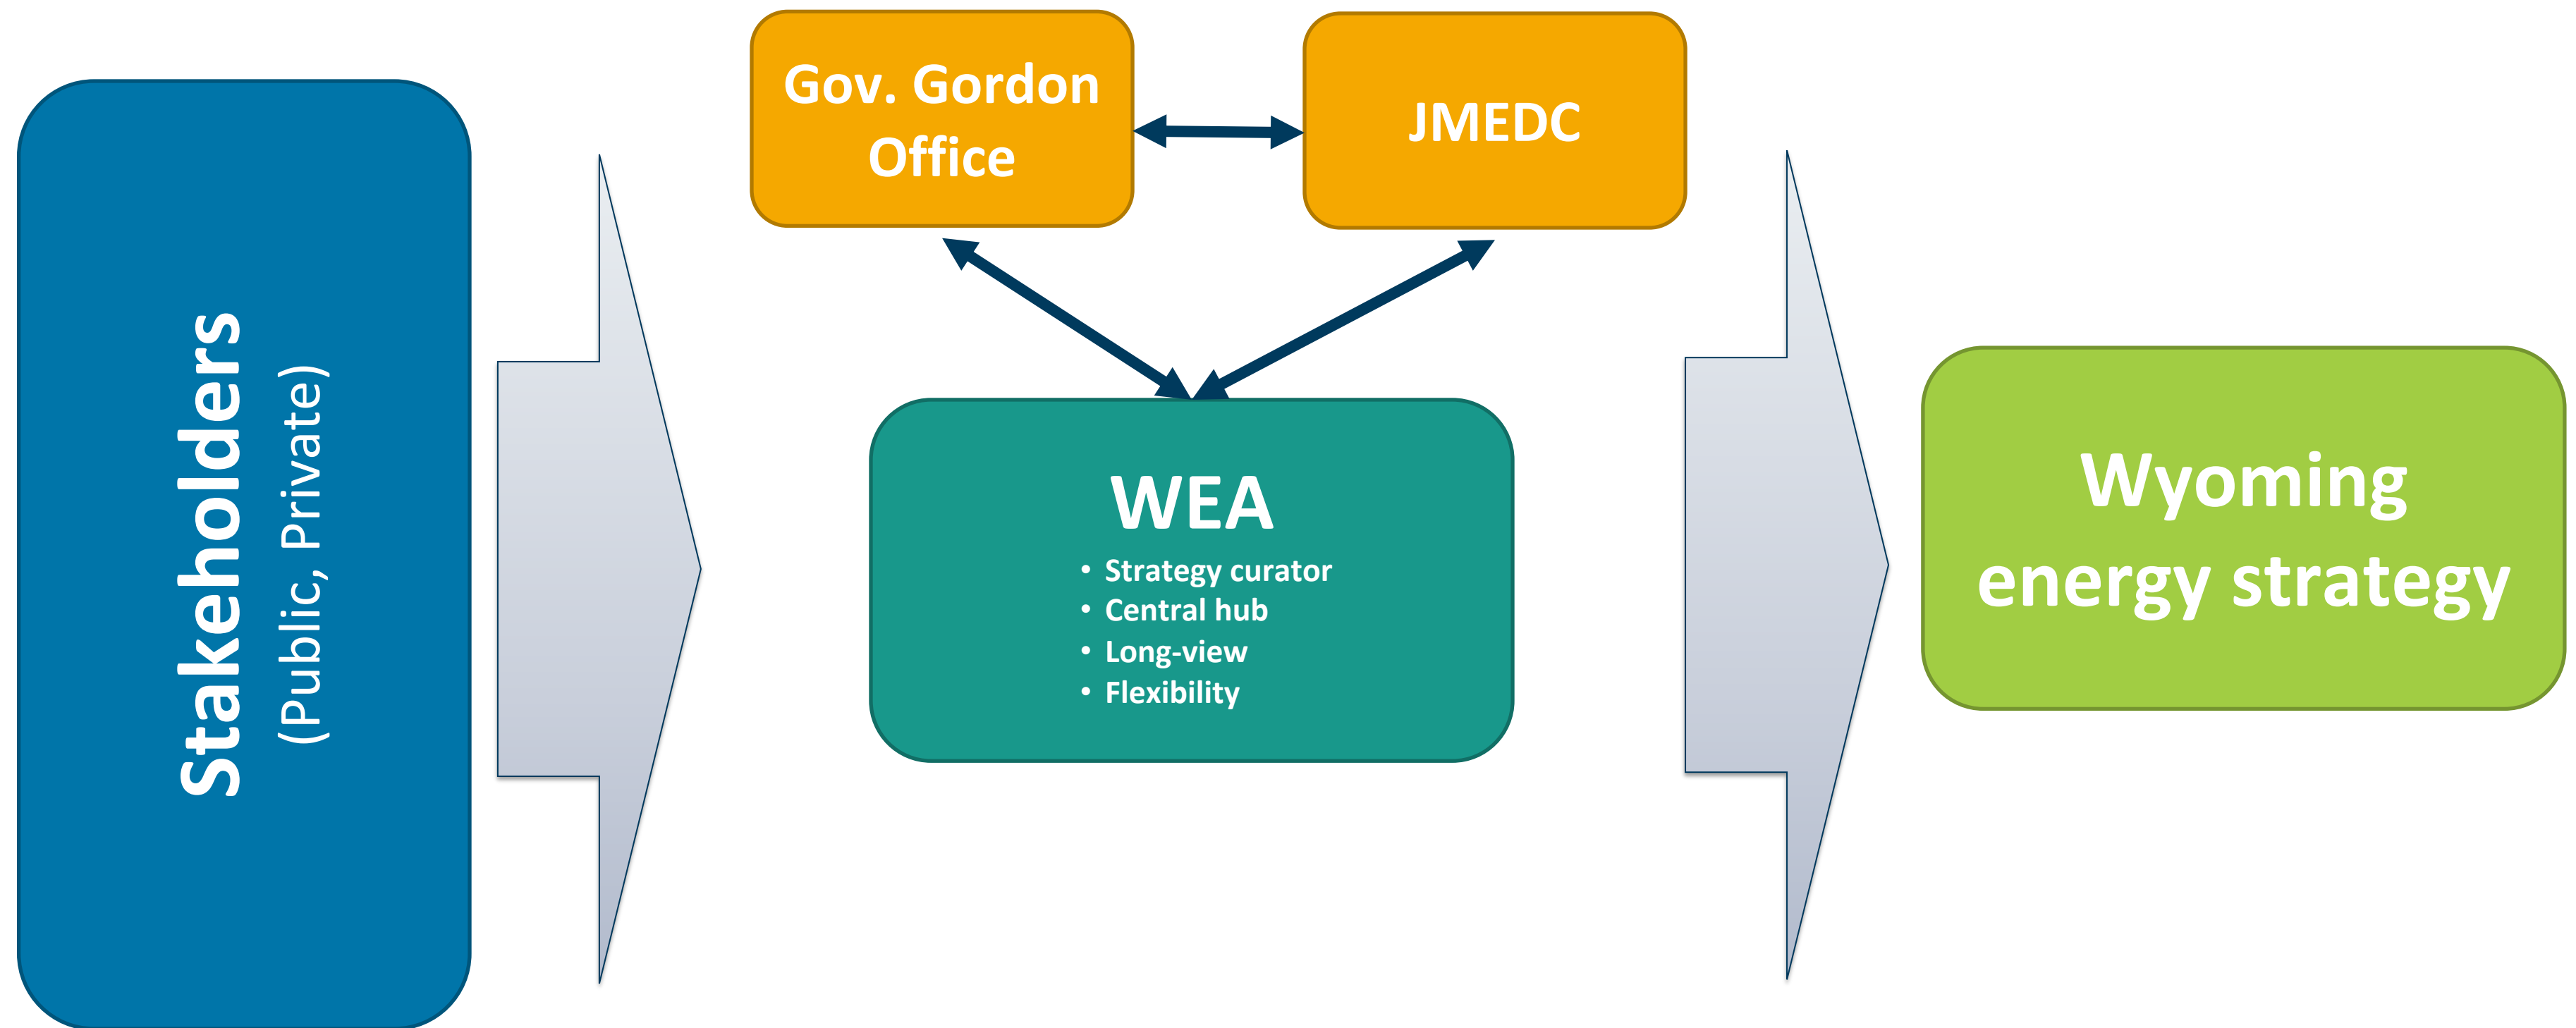 Stakeholders
(Public, Private)
Gov. Gordon
Office
JMEDC
WEA
• Strategy curator
• Central hub
• Long-view
• Flexibility
Wyoming
energy strategy